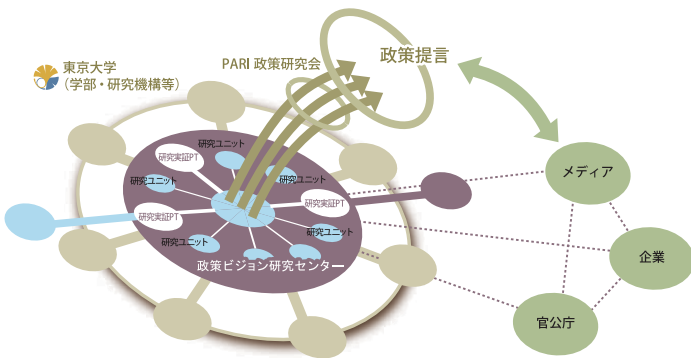 東京大学
(学部・研究機構等)
PARI 政策研究会
政策提言
研究ユニット
研究実証PT
研究ユニット
研究ユニット
研究実証PT
研究実証PT
研究ユニット
研究ユニット
政策ビジョン研究センター
メディア
企業
官公庁